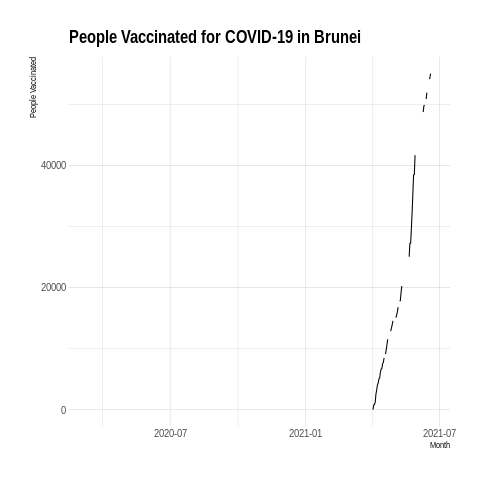 People Vaccinated for COVID-19 in Brunei
People Vaccinated
40000
20000
0
2020-07
2021-01
2021-07
Month